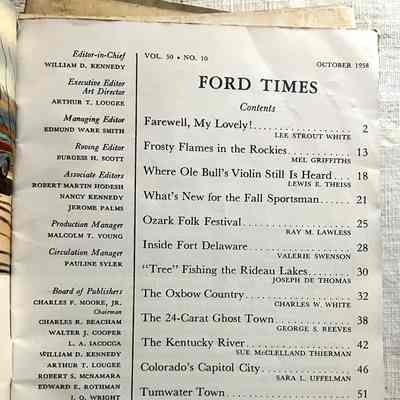 Editor-in-Chief
WILLIAM D. KENNEDY
Executive Editor
Art Director
ARTHUR T. LOUGEE
Managing Editor
EDMUND WARE SMITH
Roving Editor
BURGESS H. SCOTT
Associate Editors
ROBERT MARTIN HODESH
NANCY KENNEDY
JEROME PALMS
Production Manager
MALCOLM T. YOUNG
Circulation Manager
PAULINE SYLER
Board of Publishers
CHARLES F. MOORE, JR.
Chairman
CHARLES R. BEACHAM
WALTER J. COOPER
L. A. IACOCCA
WILLIAM D. KENNEDY
ARTHUR T. LOUGEE
ROBERT S. MCNAMARA
EDWARD E. ROTHMAN
J. O. WRIGHT
VOL. 50 • NO. 10 OCTOBER 1958
FORD TIMES
Contents
Farewell, My Lovely! 2
LEE STROUT WHITE
Frosty Flames in the Rockies 13
MEL GRIFFITHS
Where Ole Bull's Violin Still Is Heard 18
LEWIS E. THEISS
What's New for the Fall Sportsman 21
Ozark Folk Festival 25
RAY M. LAWLESS
Inside Fort Delaware 28
VALERIE SWENSON
"Tree" Fishing the Rideau Lakes 30
JOSEPH DE THOMAS
The Oxbow Country 32
CHARLES W. WHITE
The 24-Carat Ghost Town 38
GEORGE S. REEVES
The Kentucky River 42
SUE MCCLELLAND THIERMAN
Colorado's Capitol City 46
SARA L. UFFELMAN
Tumwater Town 51